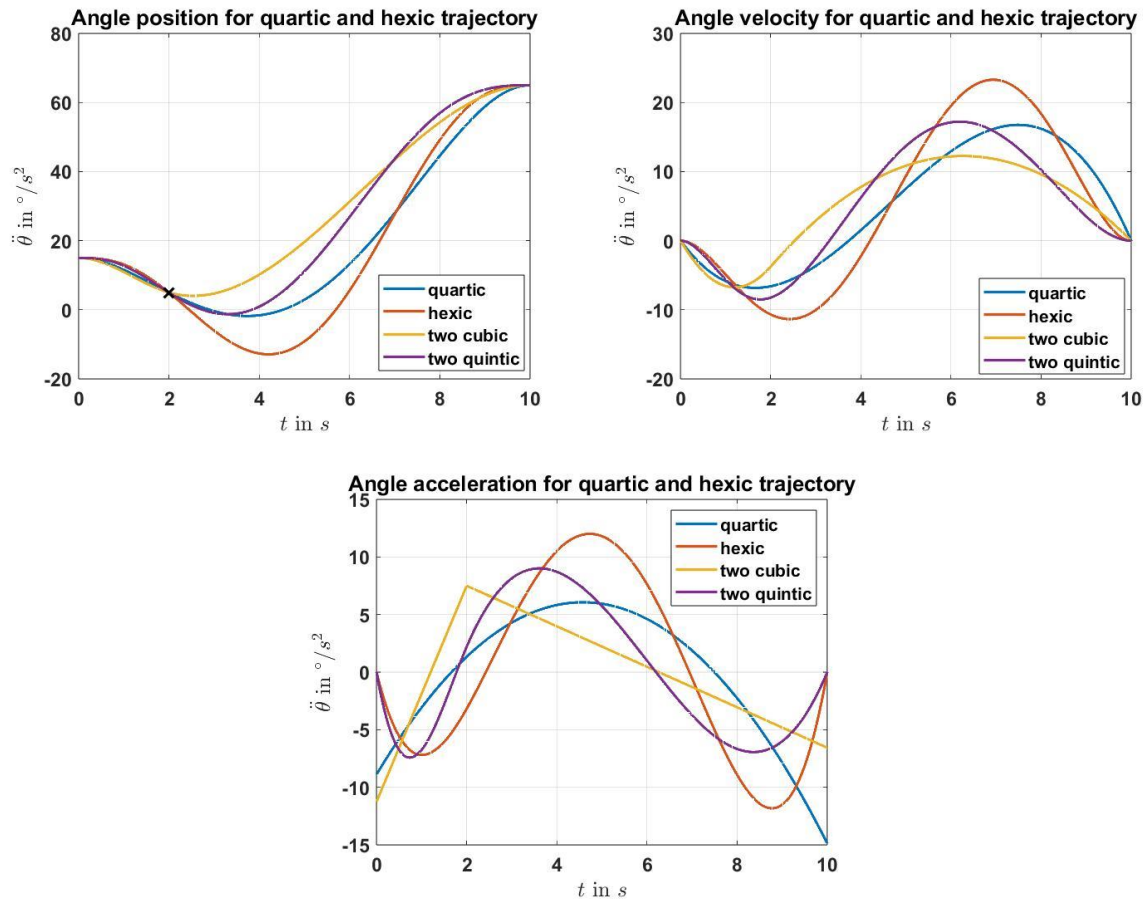 Angle position for quartic and hexic trajectory
80
60
40
20
0
-20
θ̈ in °/s²
0 2 4 6 8 10
t in s
quartic
hexic
two cubic
two quintic
Angle velocity for quartic and hexic trajectory
30
20
10
0
-10
-20
θ̈ in °/s²
0 2 4 6 8 10
t in s
quartic
hexic
two cubic
two quintic
Angle acceleration for quartic and hexic trajectory
15
10
5
0
-5
-10
-15
θ̈ in °/s²
0 2 4 6 8 10
t in s
quartic
hexic
two cubic
two quintic